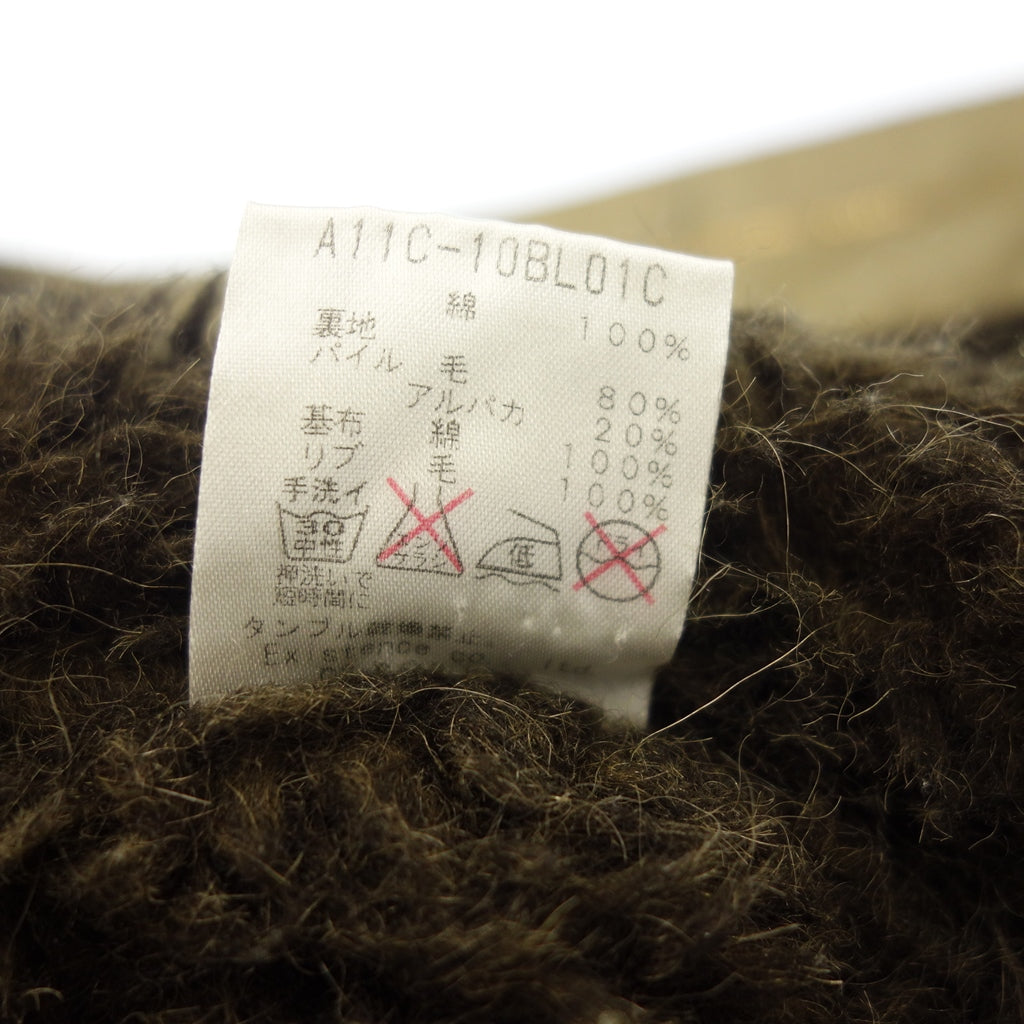 A11C-10BL01C
綿 100%
裏地
パイル 毛 80%
アルパカ 20%
基布 綿 100%
リブ 毛 100%
手洗イ
30
中性
低
押洗いで
短時間に
タンブル乾燥禁止